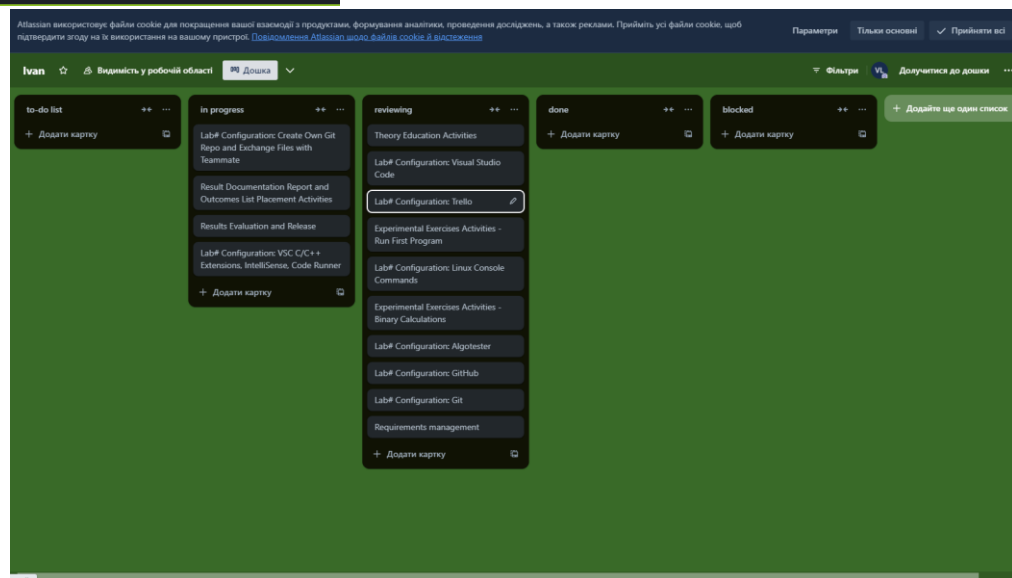 Atlassian використовує файли cookie для покращення вашої взаємодії з продуктами, формування аналітики, проведення досліджень, а також реклами. Прийміть усі файли cookie, щоб
підтвердити згоду на їх використання на вашому пристрої. Повідомлення Atlassian щодо файлів cookie й відстеження
Параметри
Тільки основні
Прийняти всі
Ivan
Видимість у робочій області
Дошка
Фільтри
VL
Долучитися до дошки
to-do list
Додати картку
in progress
Lab# Configuration: Create Own Git
Repo and Exchange Files with
Teammate
Result Documentation Report and
Outcomes List Placement Activities
Results Evaluation and Release
Lab# Configuration: VSC C/C++
Extensions, IntelliSense, Code Runner
Додати картку
reviewing
Theory Education Activities
Lab# Configuration: Visual Studio
Code
Lab# Configuration: Trello
Experimental Exercises Activities -
Run First Program
Lab# Configuration: Linux Console
Commands
Experimental Exercises Activities -
Binary Calculations
Lab# Configuration: Algotester
Lab# Configuration: GitHub
Lab# Configuration: Git
Requirements management
Додати картку
done
Додати картку
blocked
Додати картку
Додайте ще один список